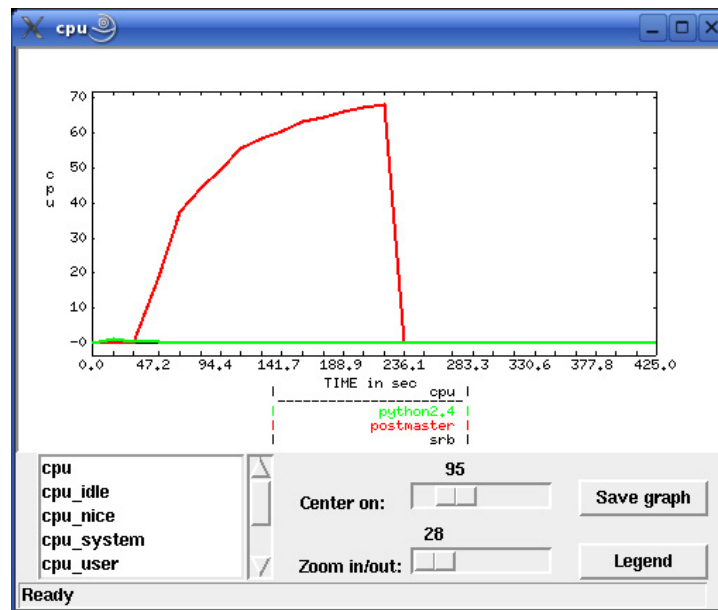 cpu
70
60
50
40
30
20
10
-0
cpu
0.0 47.2 94.4 141.7 188.9 236.1 283.3 330.6 377.8 425.0
TIME in sec
cpu
python2.4
postmaster
srb
cpu
cpu_idle
cpu_nice
cpu_system
cpu_user
95
Center on:
Save graph
28
Zoom in/out:
Legend
Ready